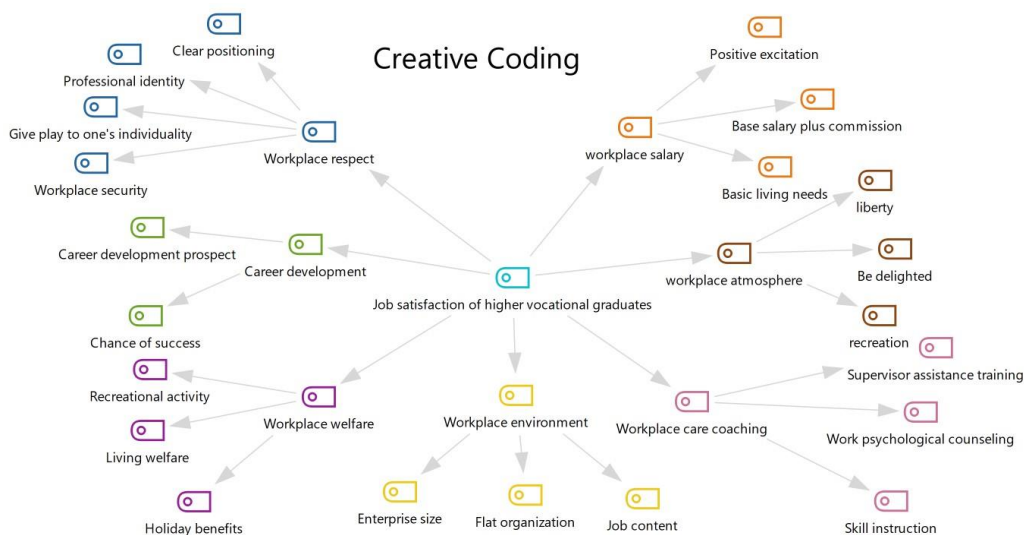 Creative Coding
Clear positioning
Professional identity
Give play to one's individuality
Workplace security
Workplace respect
Positive excitation
Base salary plus commission
workplace salary
Basic living needs
liberty
Career development prospect
Career development
Chance of success
Job satisfaction of higher vocational graduates
workplace atmosphere
Be delighted
recreation
Recreational activity
Workplace welfare
Living welfare
Holiday benefits
Workplace environment
Enterprise size
Flat organization
Job content
Workplace care coaching
Supervisor assistance training
Work psychological counseling
Skill instruction